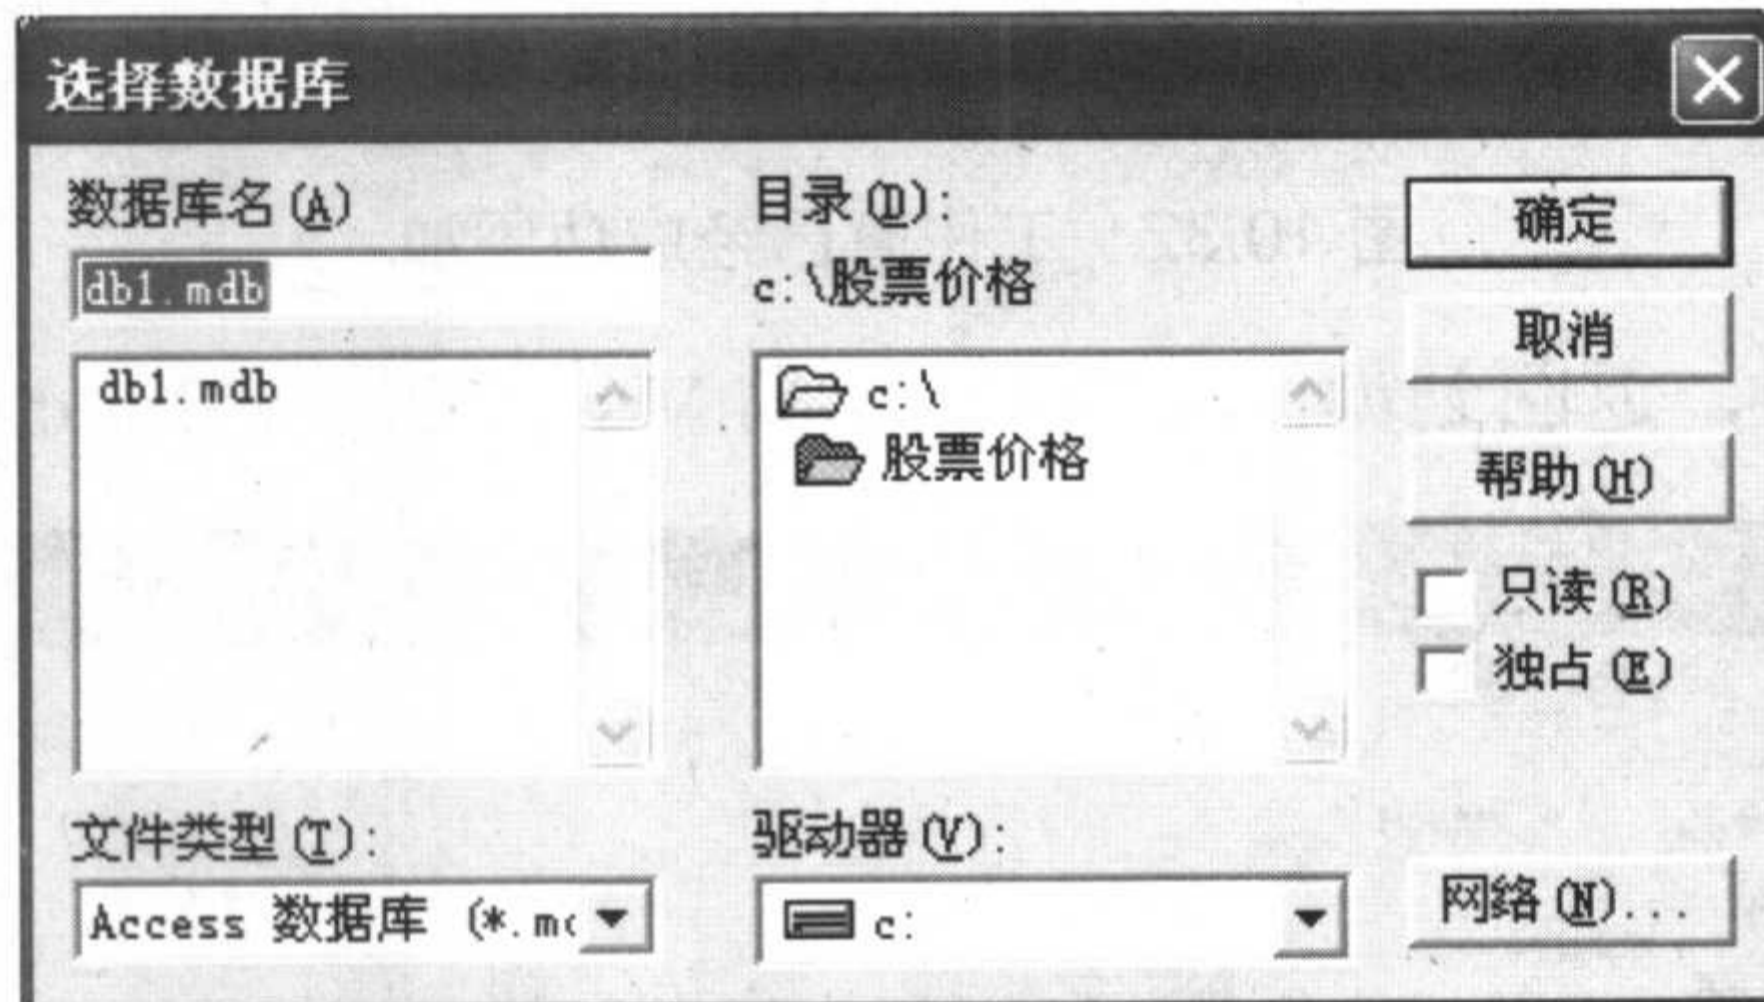 选择数据库
数据库名(A)
db1.mdb
db1.mdb
文件类型(T):
Access 数据库 (*.m
目录(D):
c:\股票价格
c:\
股票价格
驱动器(V):
c:
确定
取消
帮助(H)
只读(R)
独占(E)
网络(N)...